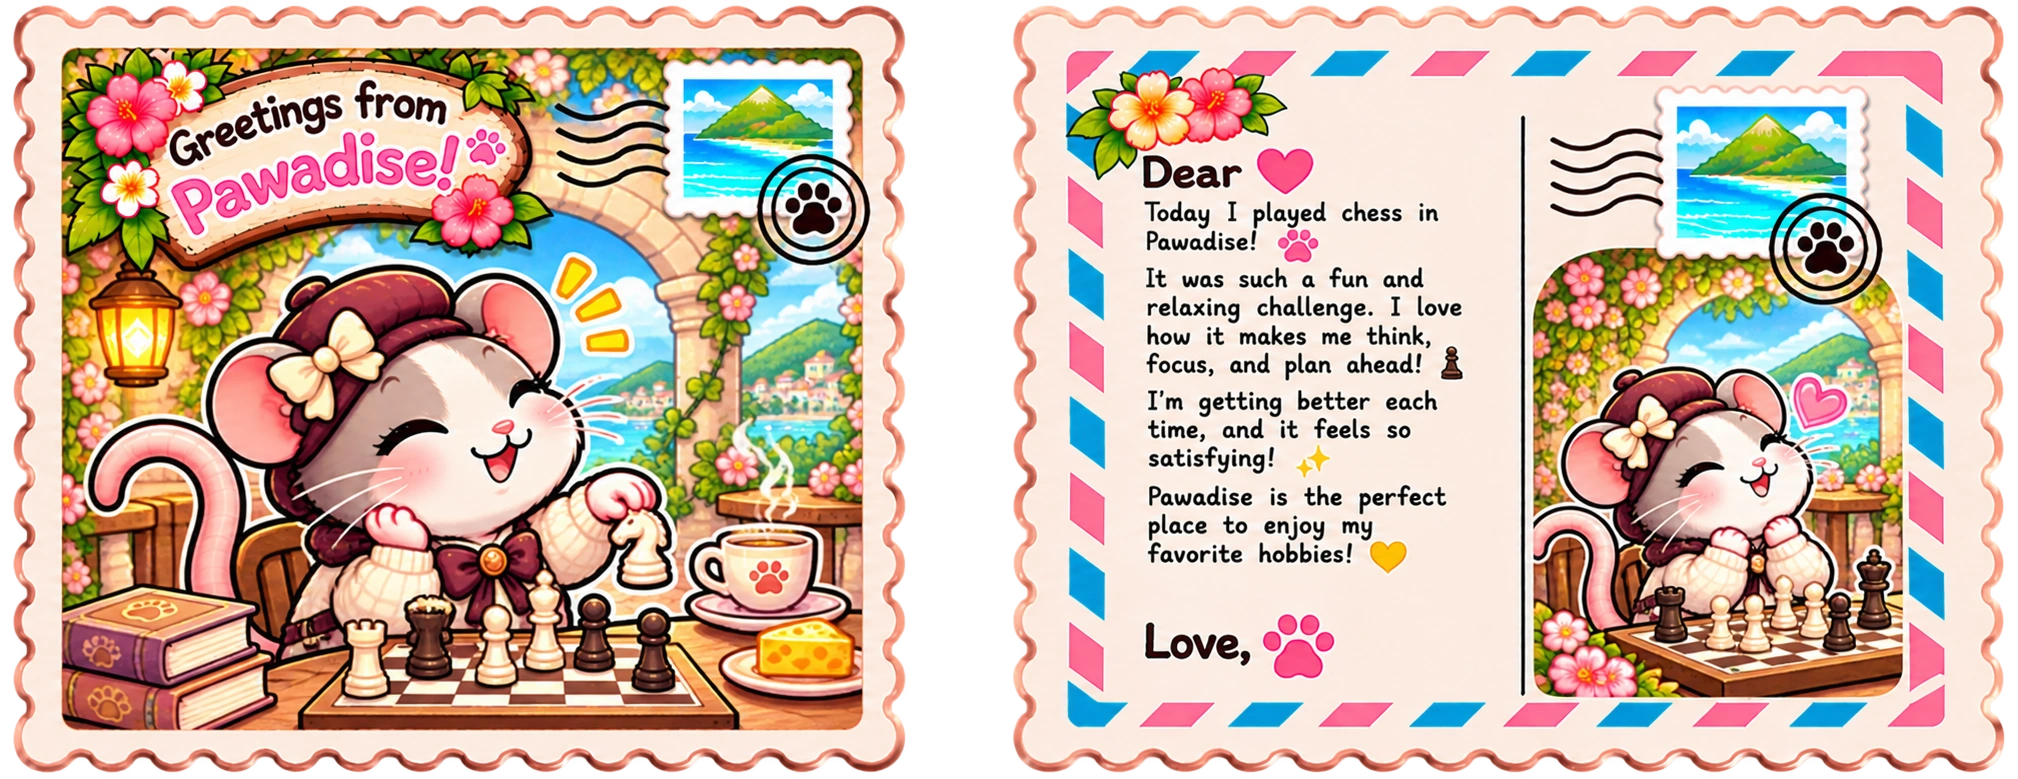 Greetings from
Pawadise!
Dear
Today I played chess in
Pawadise!
It was such a fun and
relaxing challenge. I love
how it makes me think,
focus, and plan ahead!
I'm getting better each
time, and it feels so
satisfying!
Pawadise is the perfect
place to enjoy my
favorite hobbies!
Love,